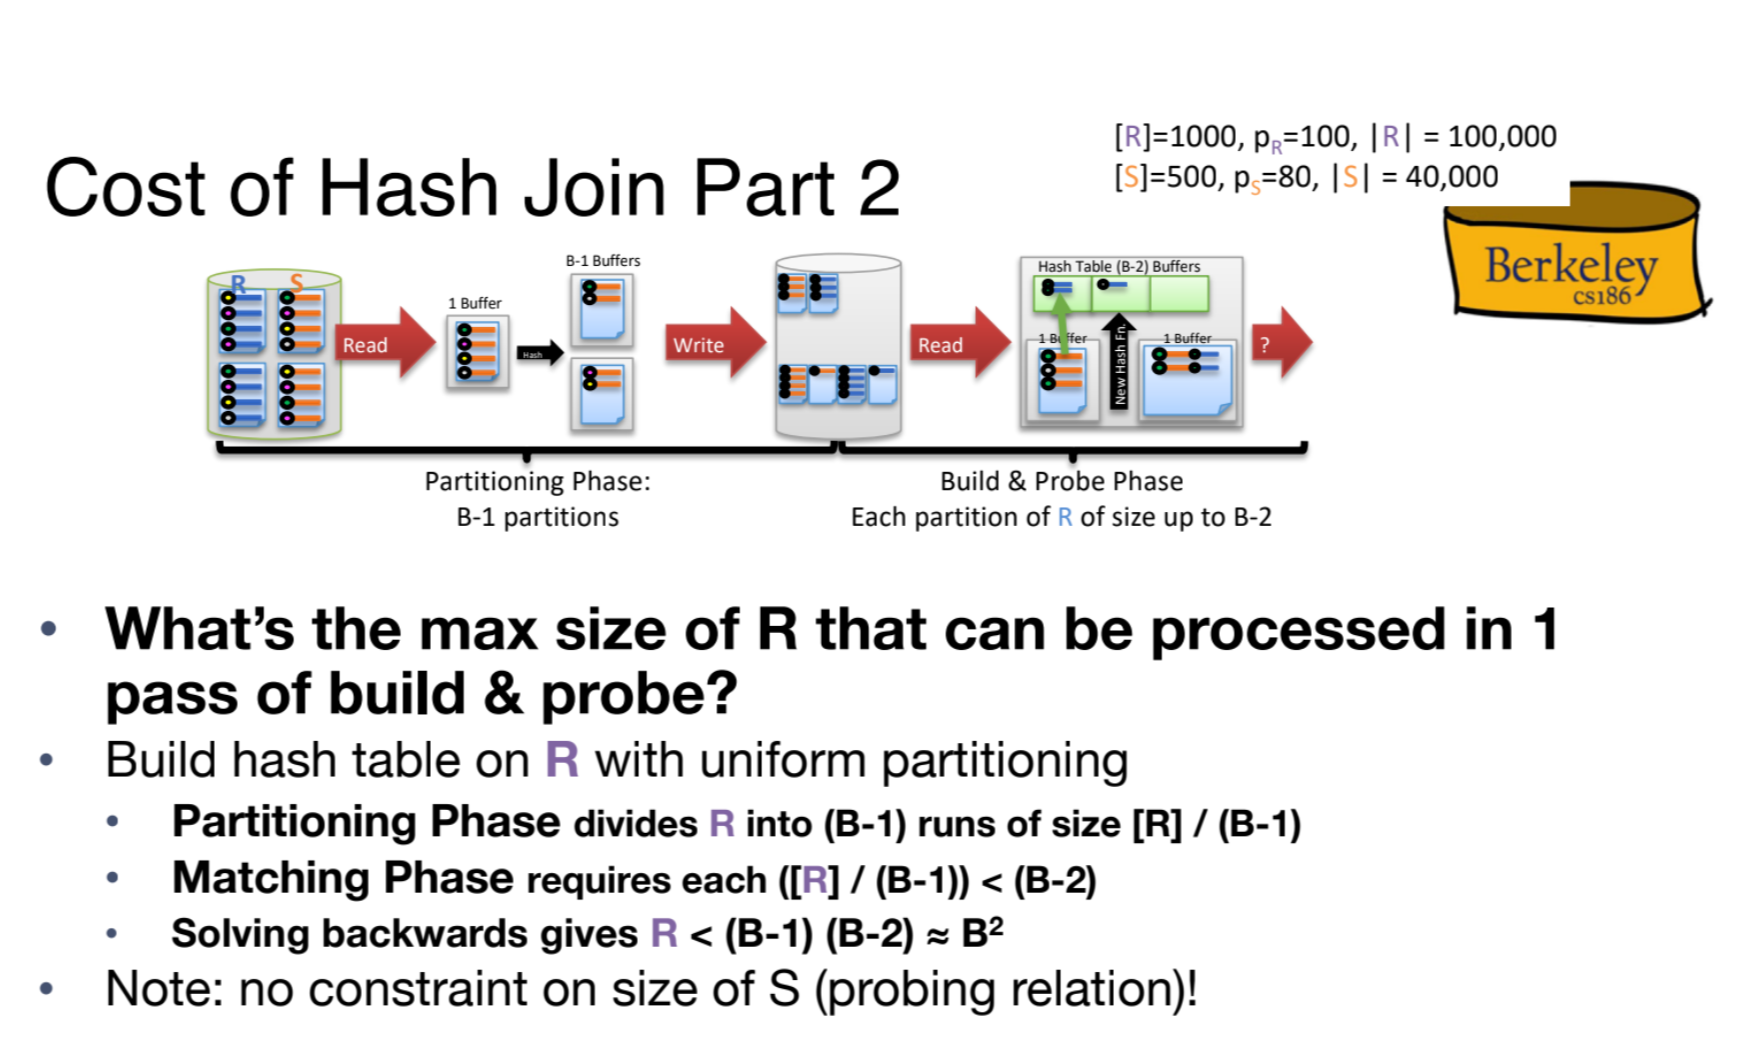 [R]=1000, pR=100, |R| = 100,000
[S]=500, pS=80, |S| = 40,000
Cost of Hash Join Part 2
Berkeley
cs186
R S
Read
1 Buffer
Hash
B-1 Buffers
Write
Read
Hash Table (B-2) Buffers
1 Buffer
New Hash Fn.
1 Buffer
?
Partitioning Phase:
B-1 partitions
Build & Probe Phase
Each partition of R of size up to B-2
• What’s the max size of R that can be processed in 1
pass of build & probe?
• Build hash table on R with uniform partitioning
• Partitioning Phase divides R into (B-1) runs of size [R] / (B-1)
• Matching Phase requires each ([R] / (B-1)) < (B-2)
• Solving backwards gives R < (B-1) (B-2) ≈ B²
• Note: no constraint on size of S (probing relation)!